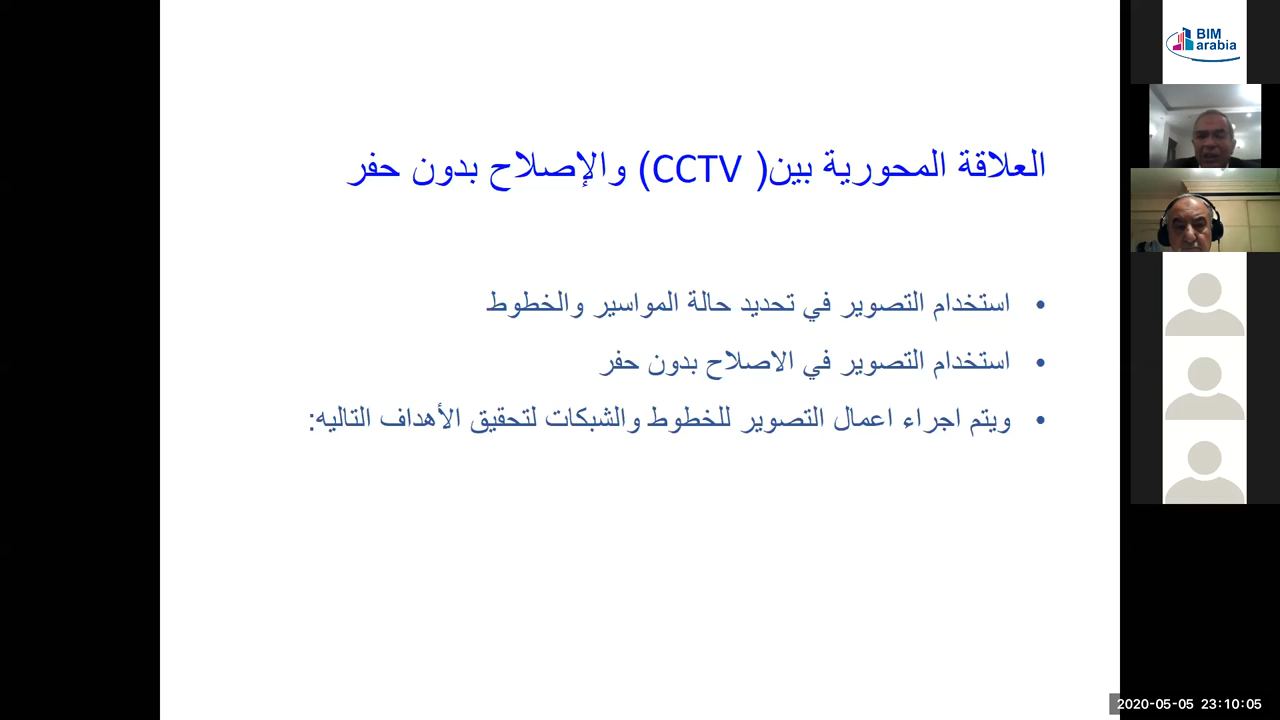 العلاقة المحورية بين( CCTV) والإصلاح بدون حفر
• استخدام التصوير في تحديد حالة المواسير والخطوط
• استخدام التصوير في الاصلاح بدون حفر
• ويتم اجراء اعمال التصوير للخطوط والشبكات لتحقيق الأهداف التاليه:
BIM
arabia
2020-05-05 23:10:05